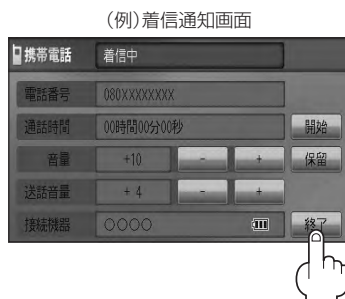 (例)着信通知画面
携帯電話 着信中
電話番号 080XXXXXXXX
通話時間 00時間00分00秒 開始
音量 +10 - + 保留
送話音量 + 4 - +
接続機器 ○○○○ 終了